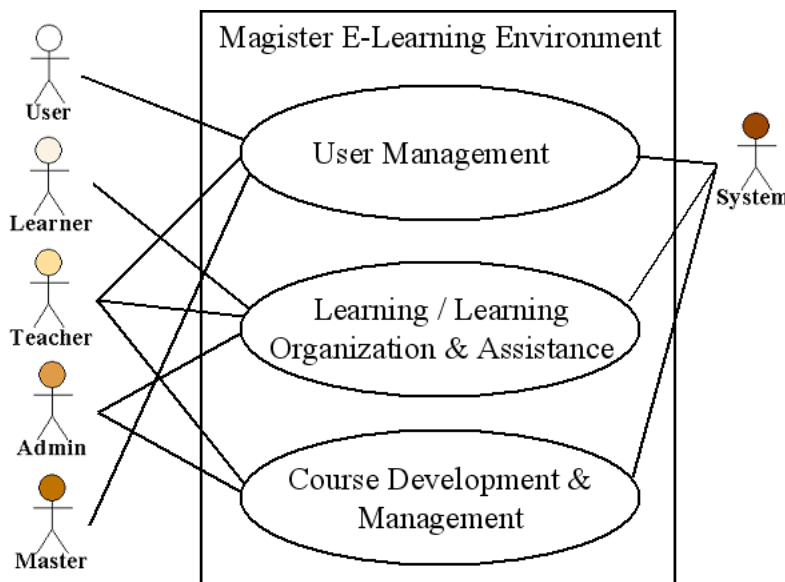 Magister E-Learning Environment
User
User Management
System
Learner
Teacher
Learning / Learning
Organization & Assistance
Admin
Course Development &
Management
Master